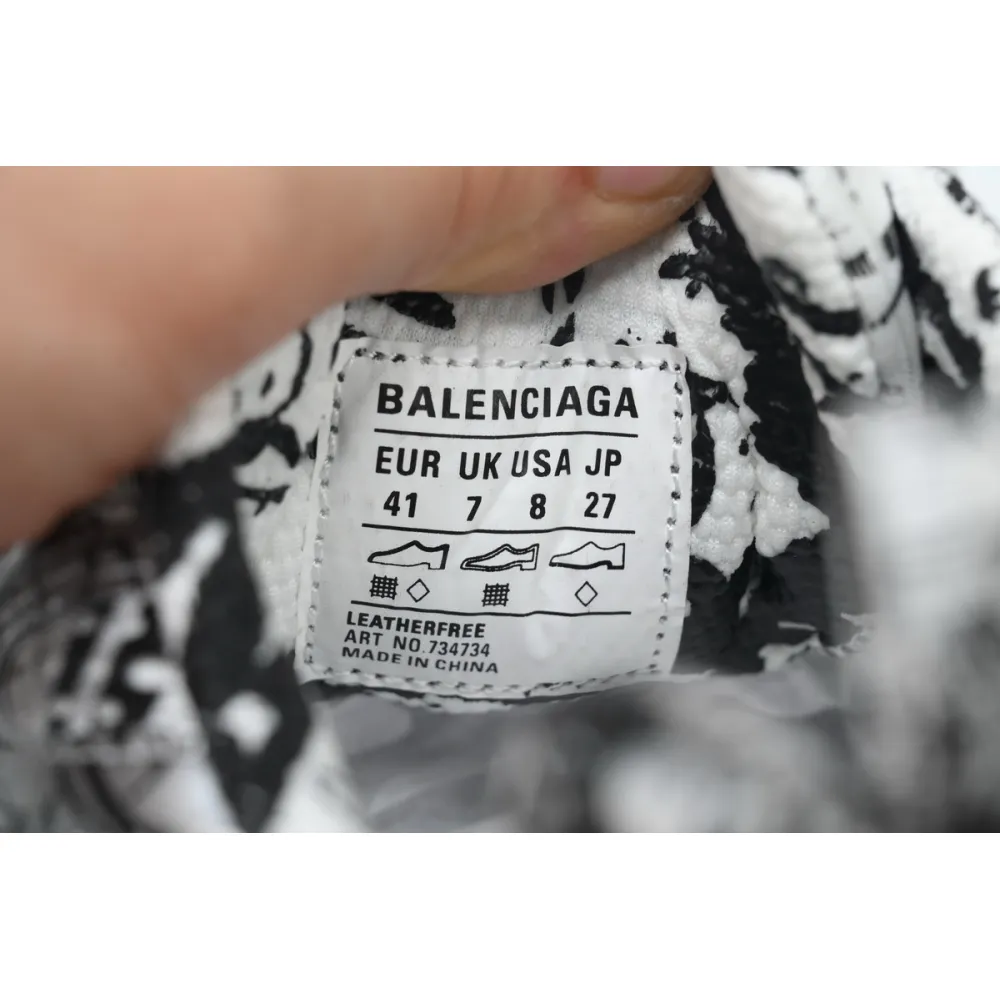 BALENCIAGA
EUR UK USA JP
41 7 8 27
LEATHERFREE
ART NO.734734
MADE IN CHINA